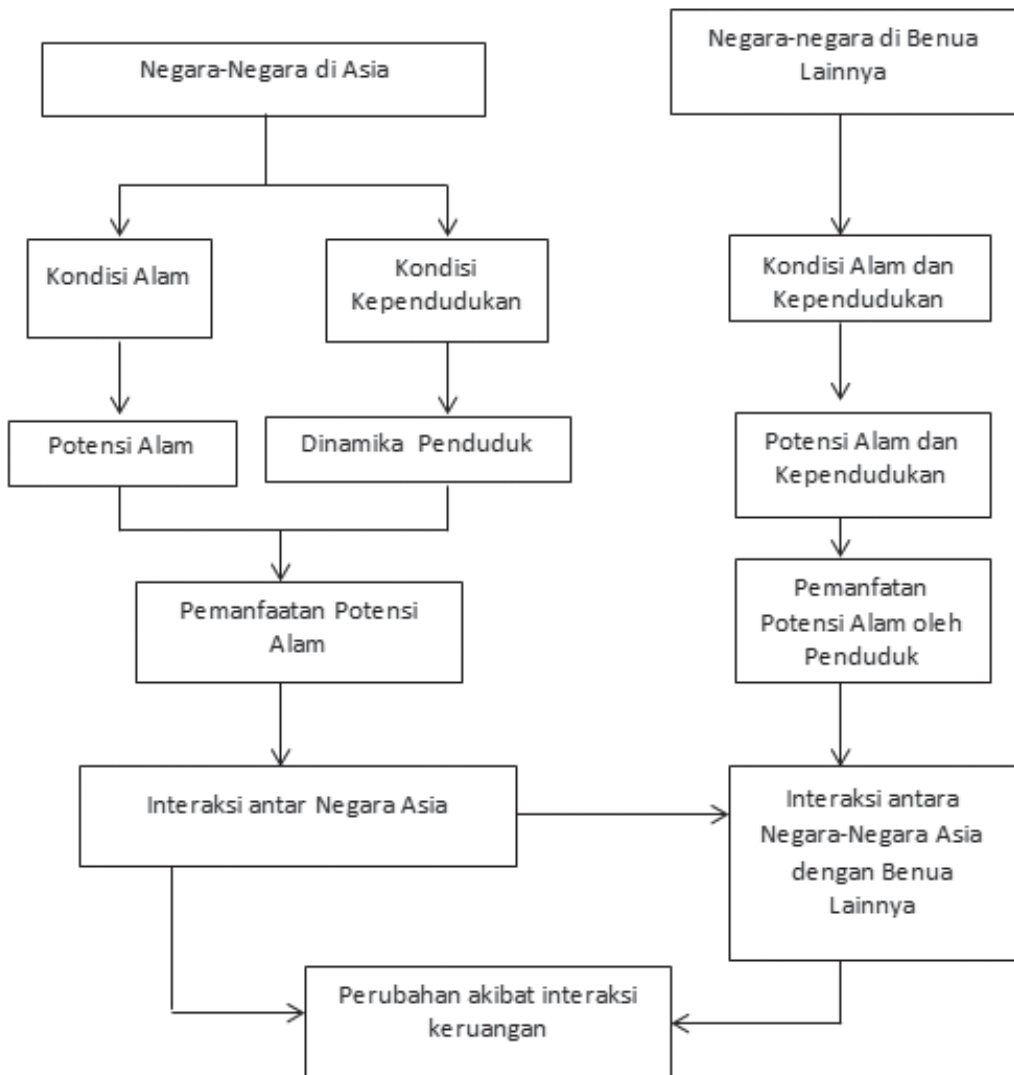 Negara-Negara di Asia
Negara-negara di Benua
Lainnya
Kondisi Alam
Kondisi
Kependudukan
Kondisi Alam dan
Kependudukan
Potensi Alam
Dinamika Penduduk
Potensi Alam dan
Kependudukan
Pemanfaatan Potensi
Alam
Pemanfatan
Potensi Alam oleh
Penduduk
Interaksi antar Negara Asia
Interaksi antara
Negara-Negara Asia
dengan Benua
Lainnya
Perubahan akibat interaksi
keruangan